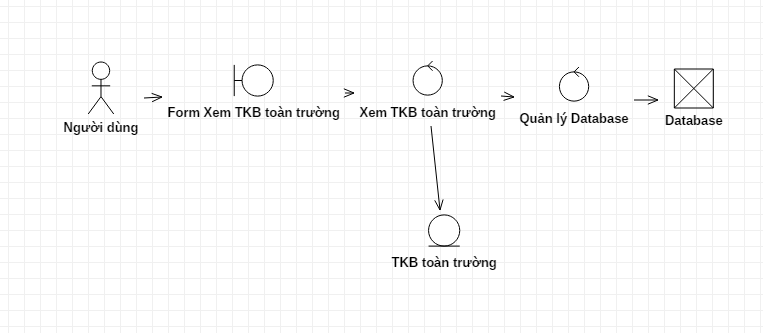 Người dùng
Form Xem TKB toàn trường
Xem TKB toàn trường
Quản lý Database
Database
TKB toàn trường